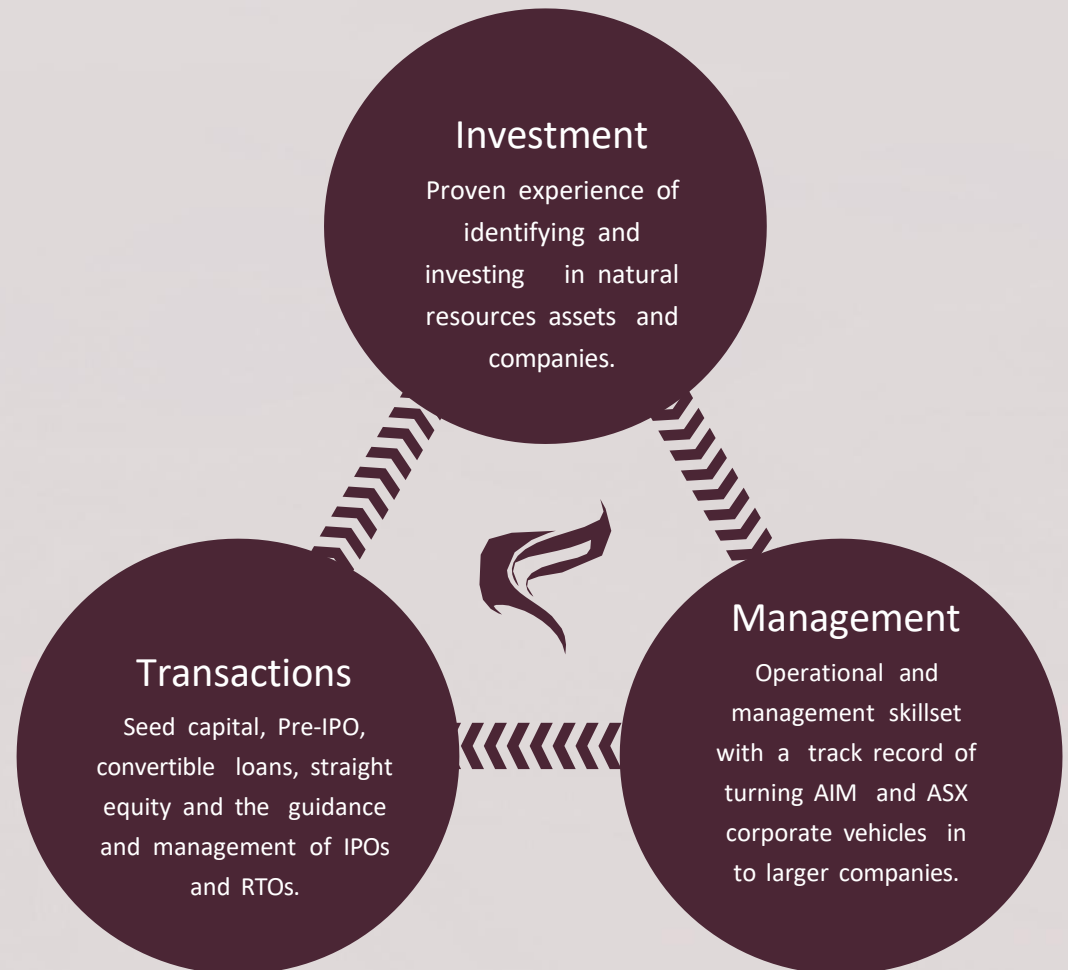 Investment
Proven experience of
identifying and
investing in natural
resources assets and
companies.
Transactions
Seed capital, Pre-IPO,
convertible loans, straight
equity and the guidance
and management of IPOs
and RTOs.
Management
Operational and
management skillset
with a track record of
turning AIM and ASX
corporate vehicles in
to larger companies.